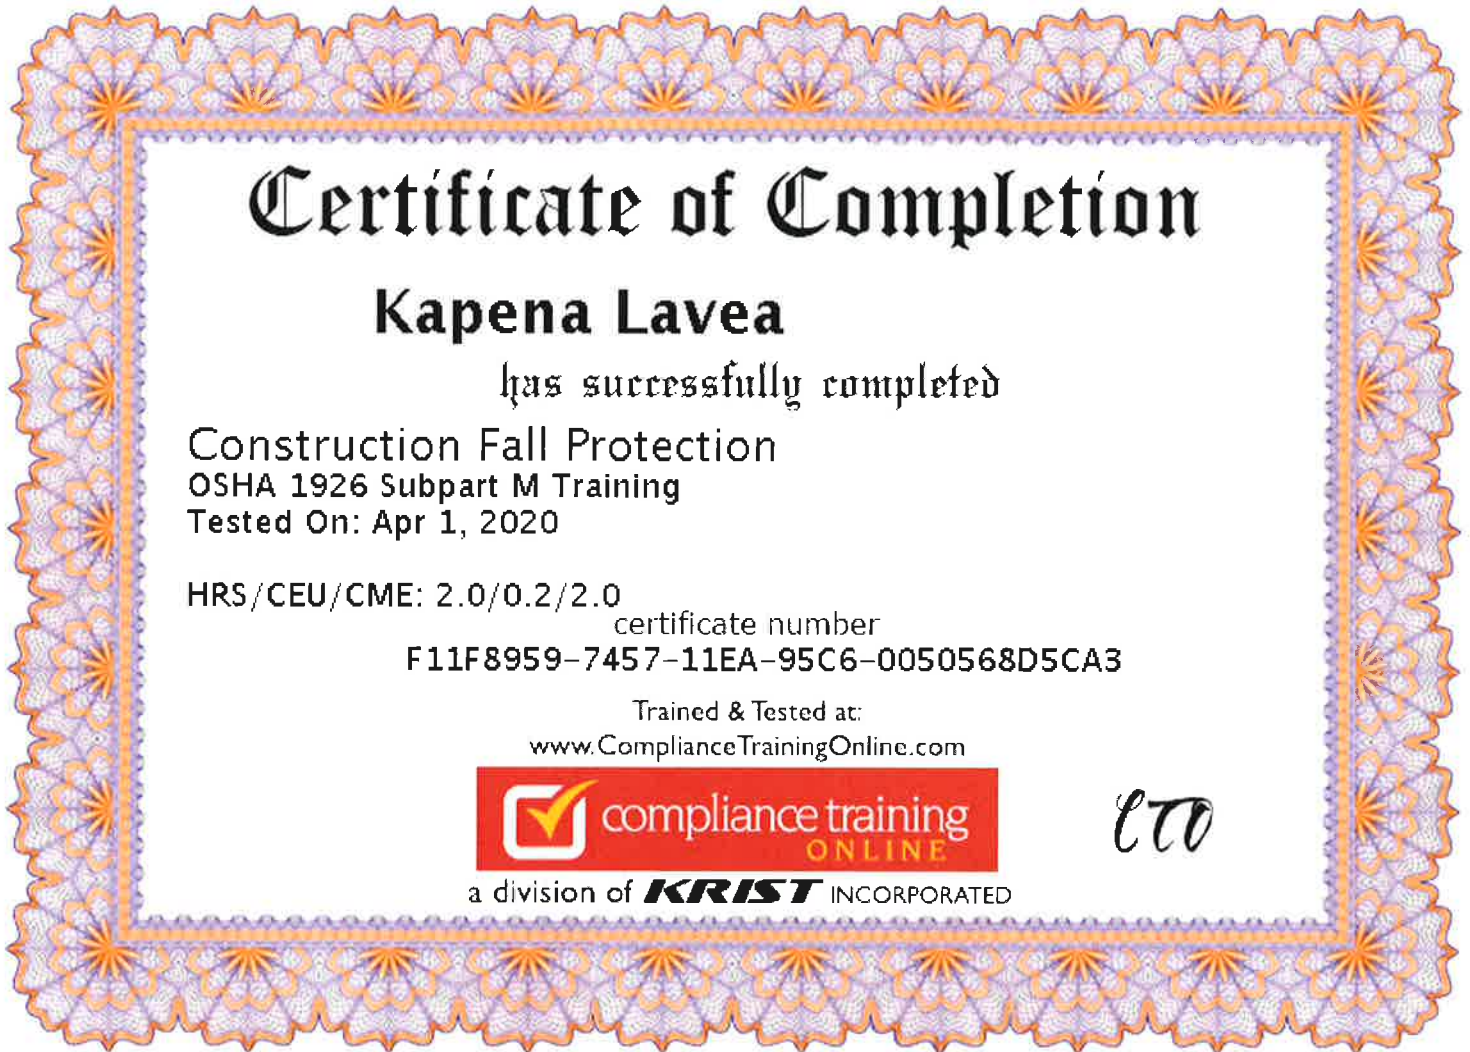 Certificate of Completion
Kapena Lavea
has successfully completed
Construction Fall Protection
OSHA 1926 Subpart M Training
Tested On: Apr 1, 2020
HRS/CEU/CME: 2.0/0.2/2.0
certificate number
F11F8959-7457-11EA-95C6-0050568D5CA3
Trained & Tested at:
www.ComplianceTrainingOnline.com
compliance training
ONLINE
CTO
a division of KRIST INCORPORATED